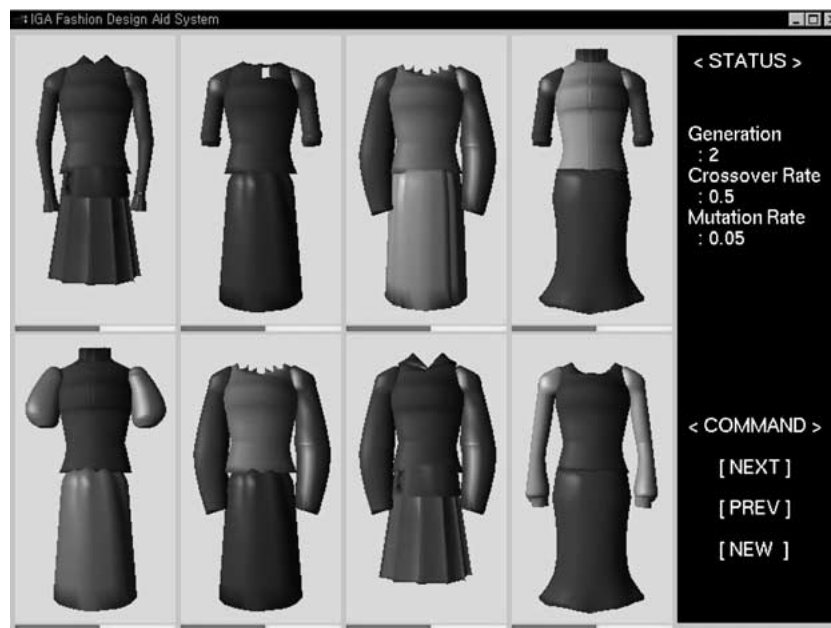 IGA Fashion Design Aid System
< STATUS >
Generation
: 2
Crossover Rate
: 0.5
Mutation Rate
: 0.05
< COMMAND >
[ NEXT ]
[ PREV ]
[ NEW ]